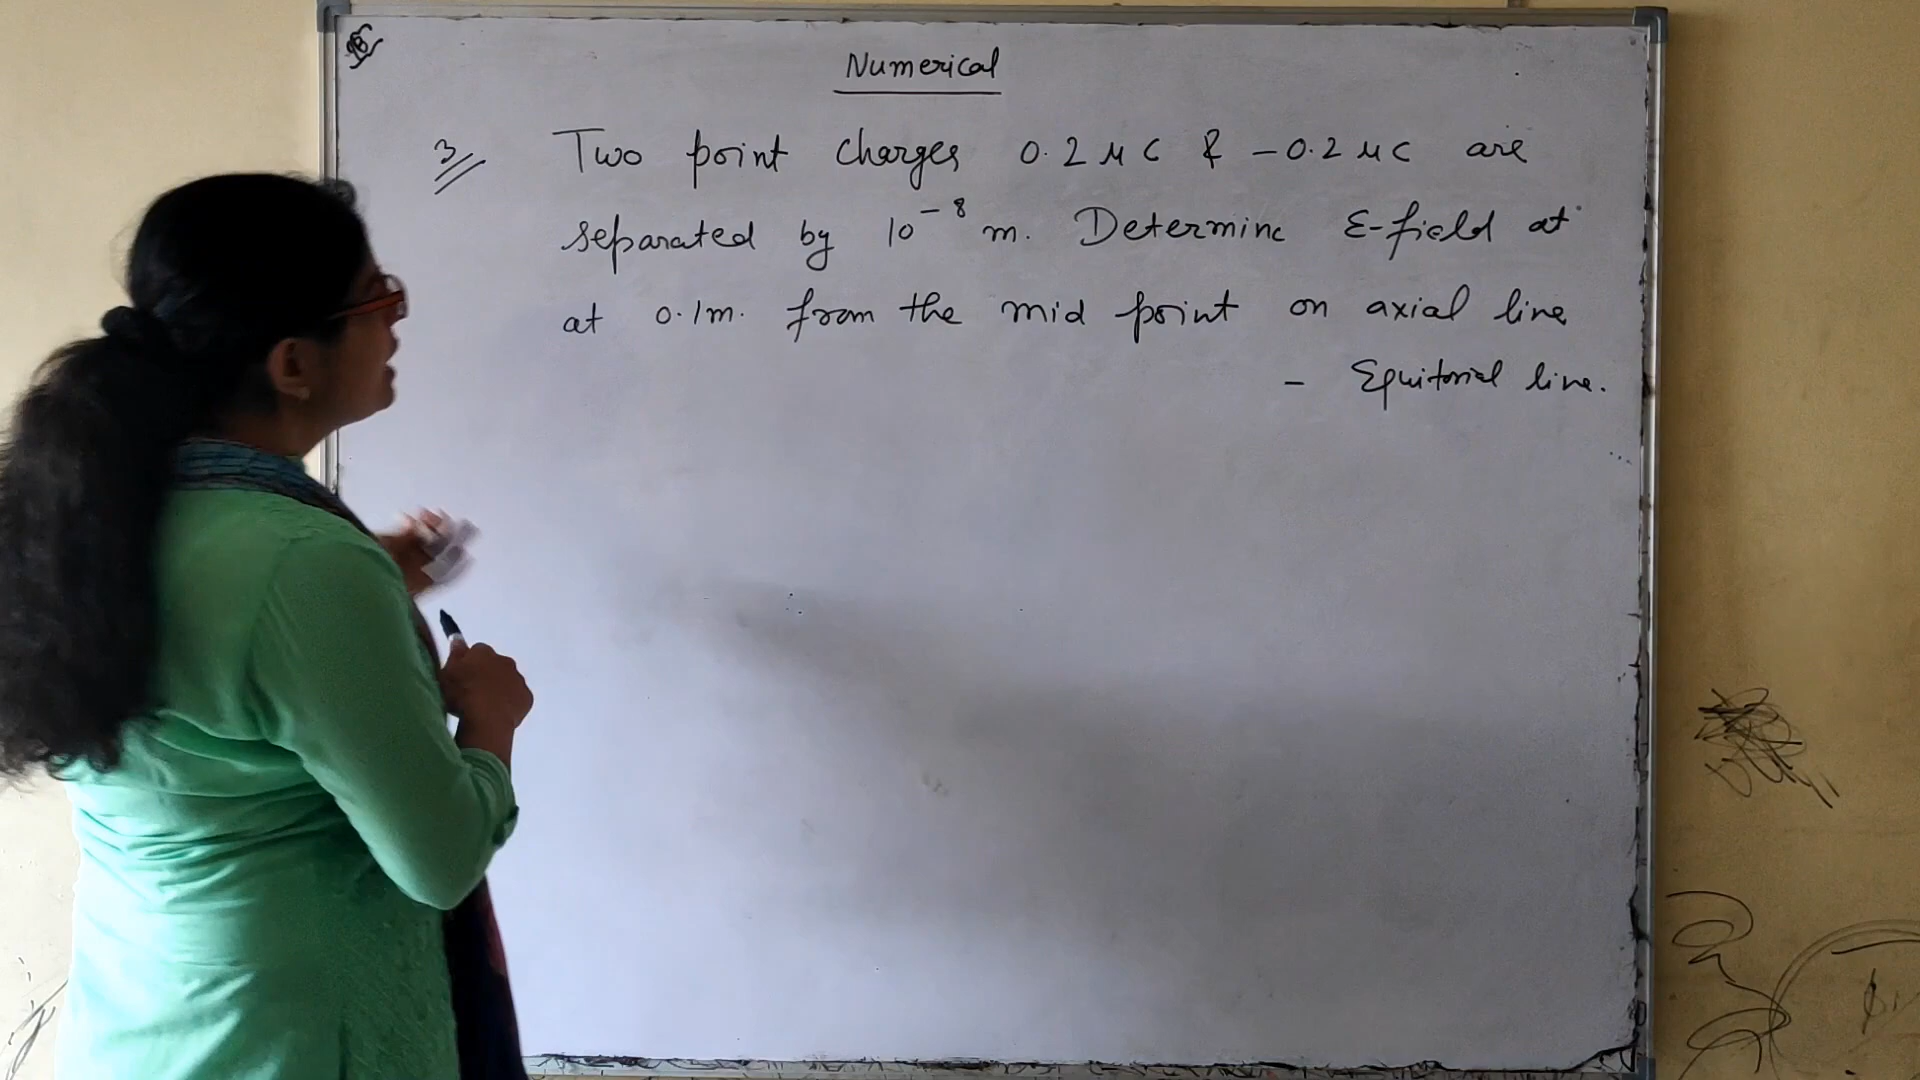 Numerical
3 Two point charges 0.2 μC & -0.2 μC are
separated by 10⁻⁸ m. Determine E-field at
at 0.1m. from the mid point on axial line
- Equitorial line.